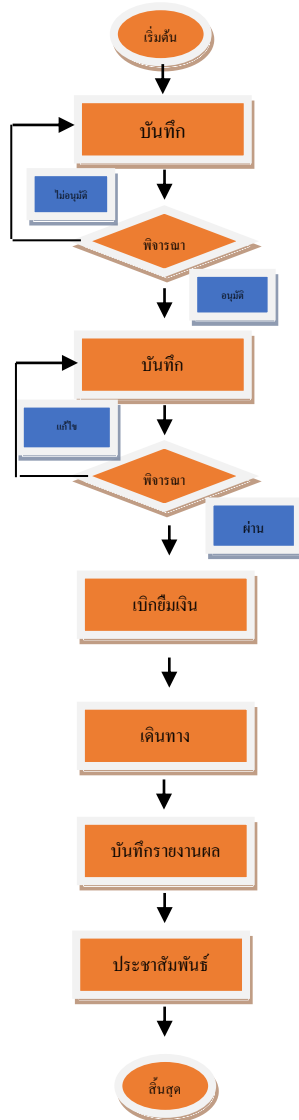 เริ่มต้น
บันทึก
ไม่อนุมัติ
พิจารณา
อนุมัติ
บันทึก
แก้ไข
พิจารณา
ผ่าน
เบิกยืมเงิน
เดินทาง
บันทึกรายงานผล
ประชาสัมพันธ์
สิ้นสุด